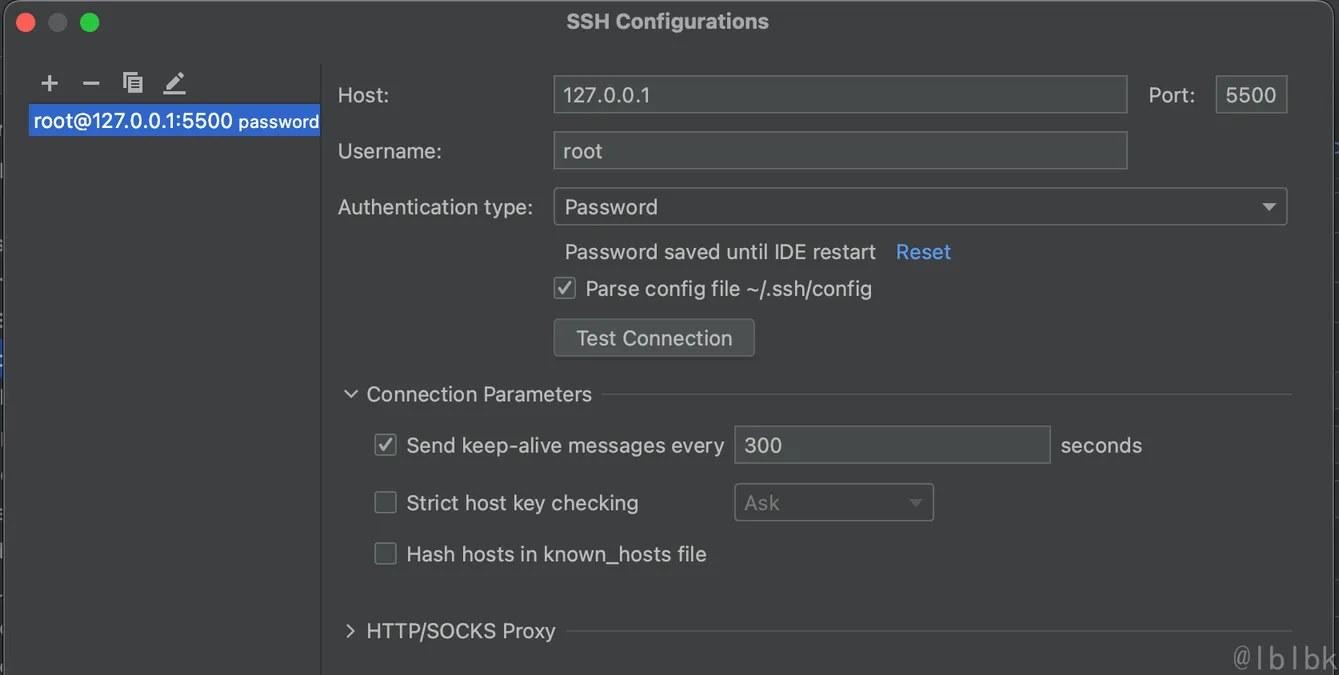 SSH Configurations
root@127.0.0.1:5500 password
Host: 127.0.0.1 Port: 5500
Username: root
Authentication type: Password
Password saved until IDE restart Reset
Parse config file ~/.ssh/config
Test Connection
Connection Parameters
Send keep-alive messages every 300 seconds
Strict host key checking Ask
Hash hosts in known_hosts file
HTTP/SOCKS Proxy
@lblbk